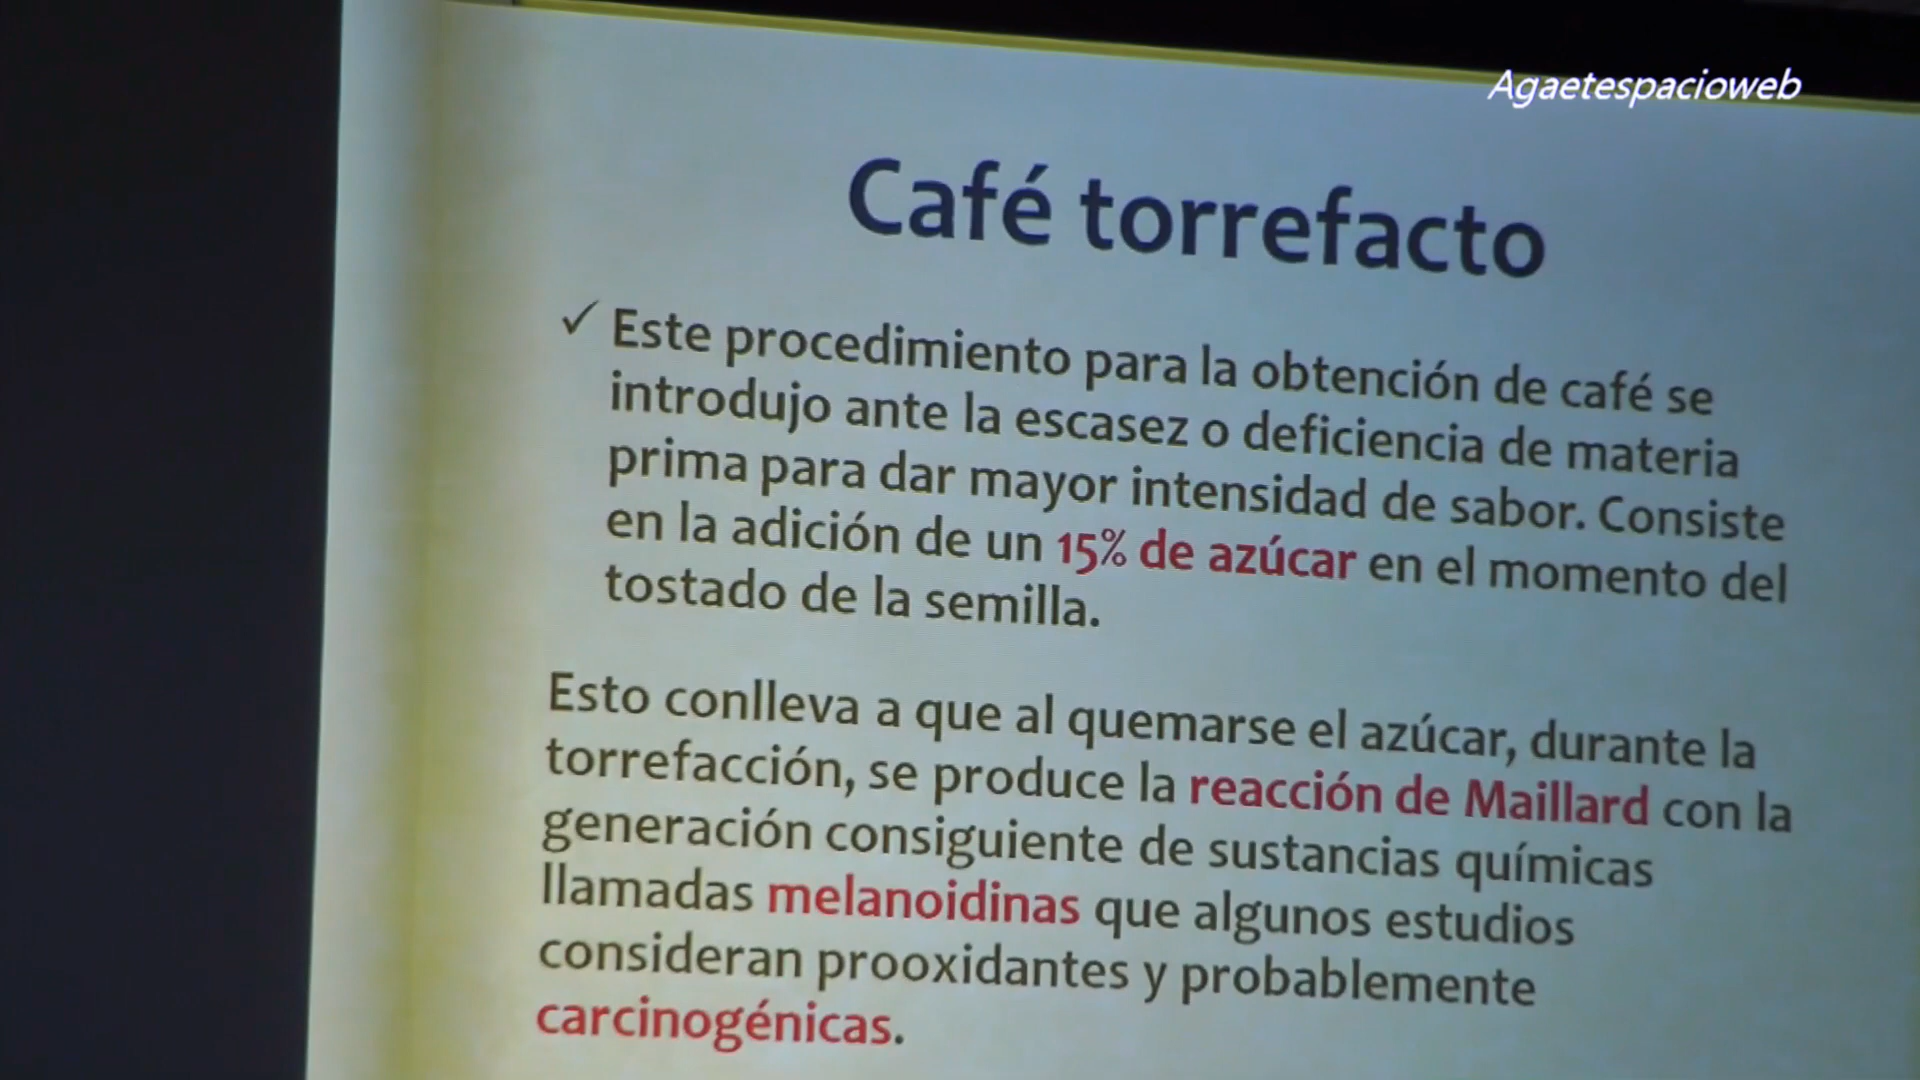 Agaetespacioweb
Café torrefacto
✓ Este procedimiento para la obtención de café se
introdujo ante la escasez o deficiencia de materia
prima para dar mayor intensidad de sabor. Consiste
en la adición de un 15% de azúcar en el momento del
tostado de la semilla.
Esto conlleva a que al quemarse el azúcar, durante la
torrefacción, se produce la reacción de Maillard con la
generación consiguiente de sustancias químicas
llamadas melanoidinas que algunos estudios
consideran prooxidantes y probablemente
carcinogénicas.